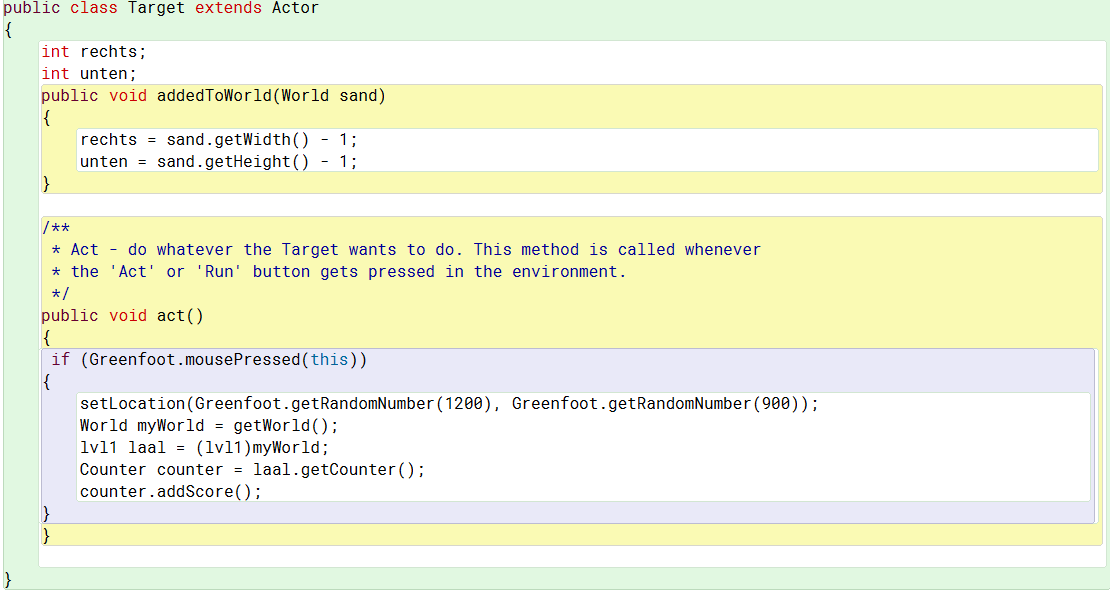 public class Target extends Actor
{
int rechts;
int unten;
public void addedToWorld(World sand)
{
rechts = sand.getWidth() - 1;
unten = sand.getHeight() - 1;
}
/**
* Act - do whatever the Target wants to do. This method is called whenever
* the 'Act' or 'Run' button gets pressed in the environment.
*/
public void act()
{
if (Greenfoot.mousePressed(this))
{
setLocation(Greenfoot.getRandomNumber(1200), Greenfoot.getRandomNumber(900));
World myWorld = getWorld();
lvl1 laal = (lvl1)myWorld;
Counter counter = laal.getCounter();
counter.addScore();
}
}
}